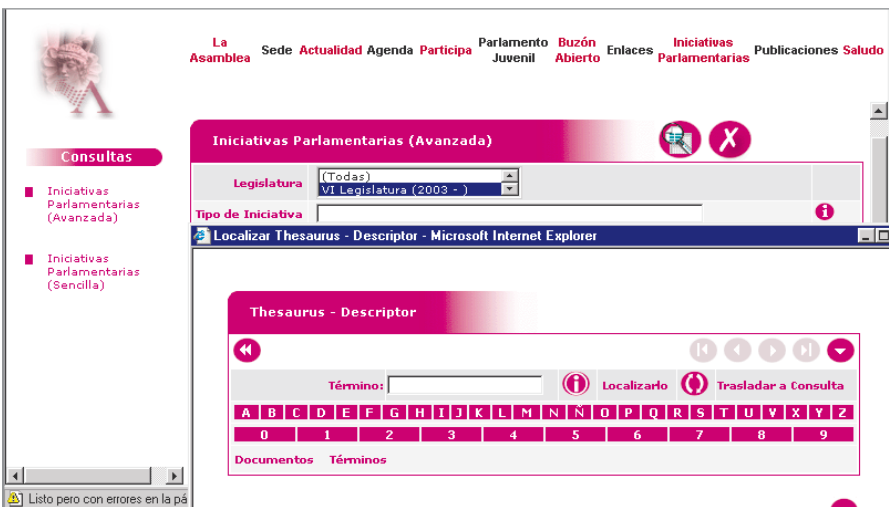 La Asamblea Sede Actualidad Agenda Participa Parlamento Juvenil Buzón Abierto Enlaces Iniciativas Parlamentarias Publicaciones Saludo
Consultas
Iniciativas
Parlamentarias
(Avanzada)
Iniciativas
Parlamentarias
(Sencilla)
Iniciativas Parlamentarias (Avanzada)
Legislatura
(Todas)
VI Legislatura (2003 - )
Tipo de Iniciativa
Localizar Thesaurus - Descriptor - Microsoft Internet Explorer
Thesaurus - Descriptor
Término: Localizarlo Trasladar a Consulta
A B C D E F G H I J K L M N Ñ O P Q R S T U V X Y Z
0 1 2 3 4 5 6 7 8 9
Documentos Términos
Listo pero con errores en la pá